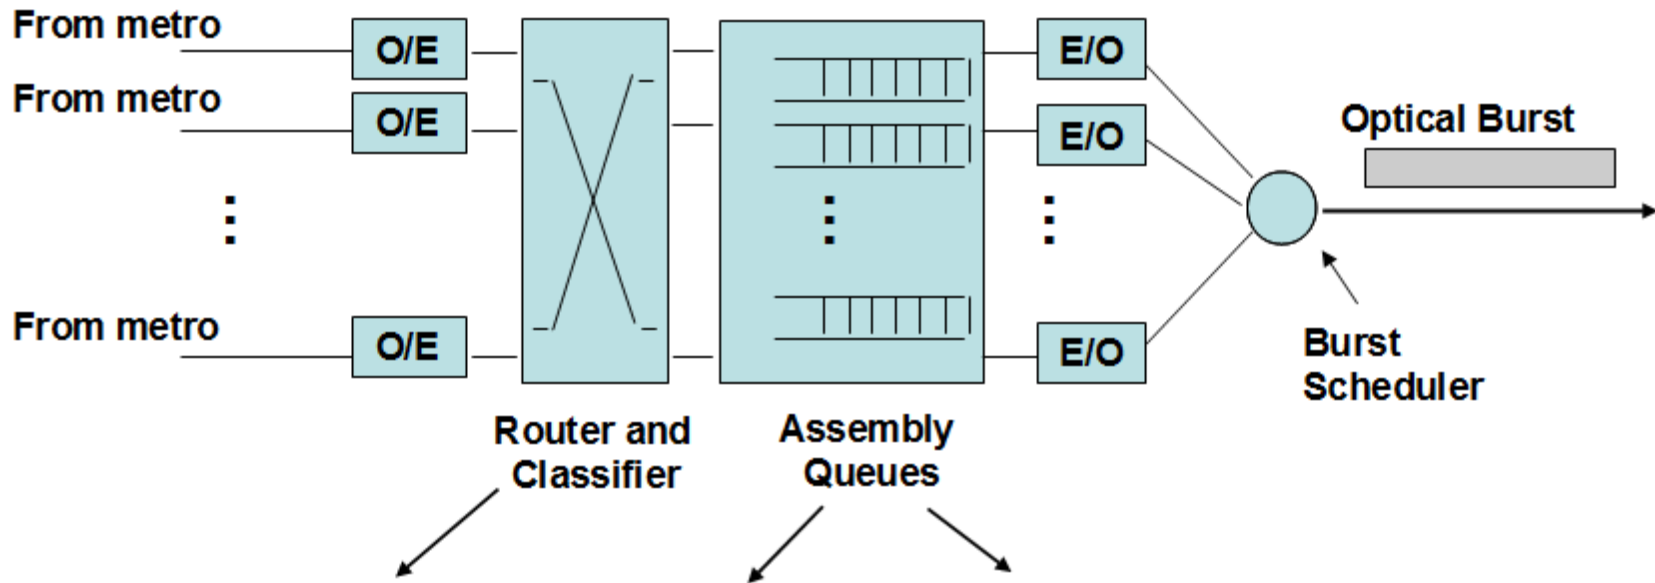 From metro
O/E
E/O
From metro
O/E
E/O
Optical Burst
From metro
O/E
E/O
Burst
Scheduler
Router and
Classifier
Assembly
Queues